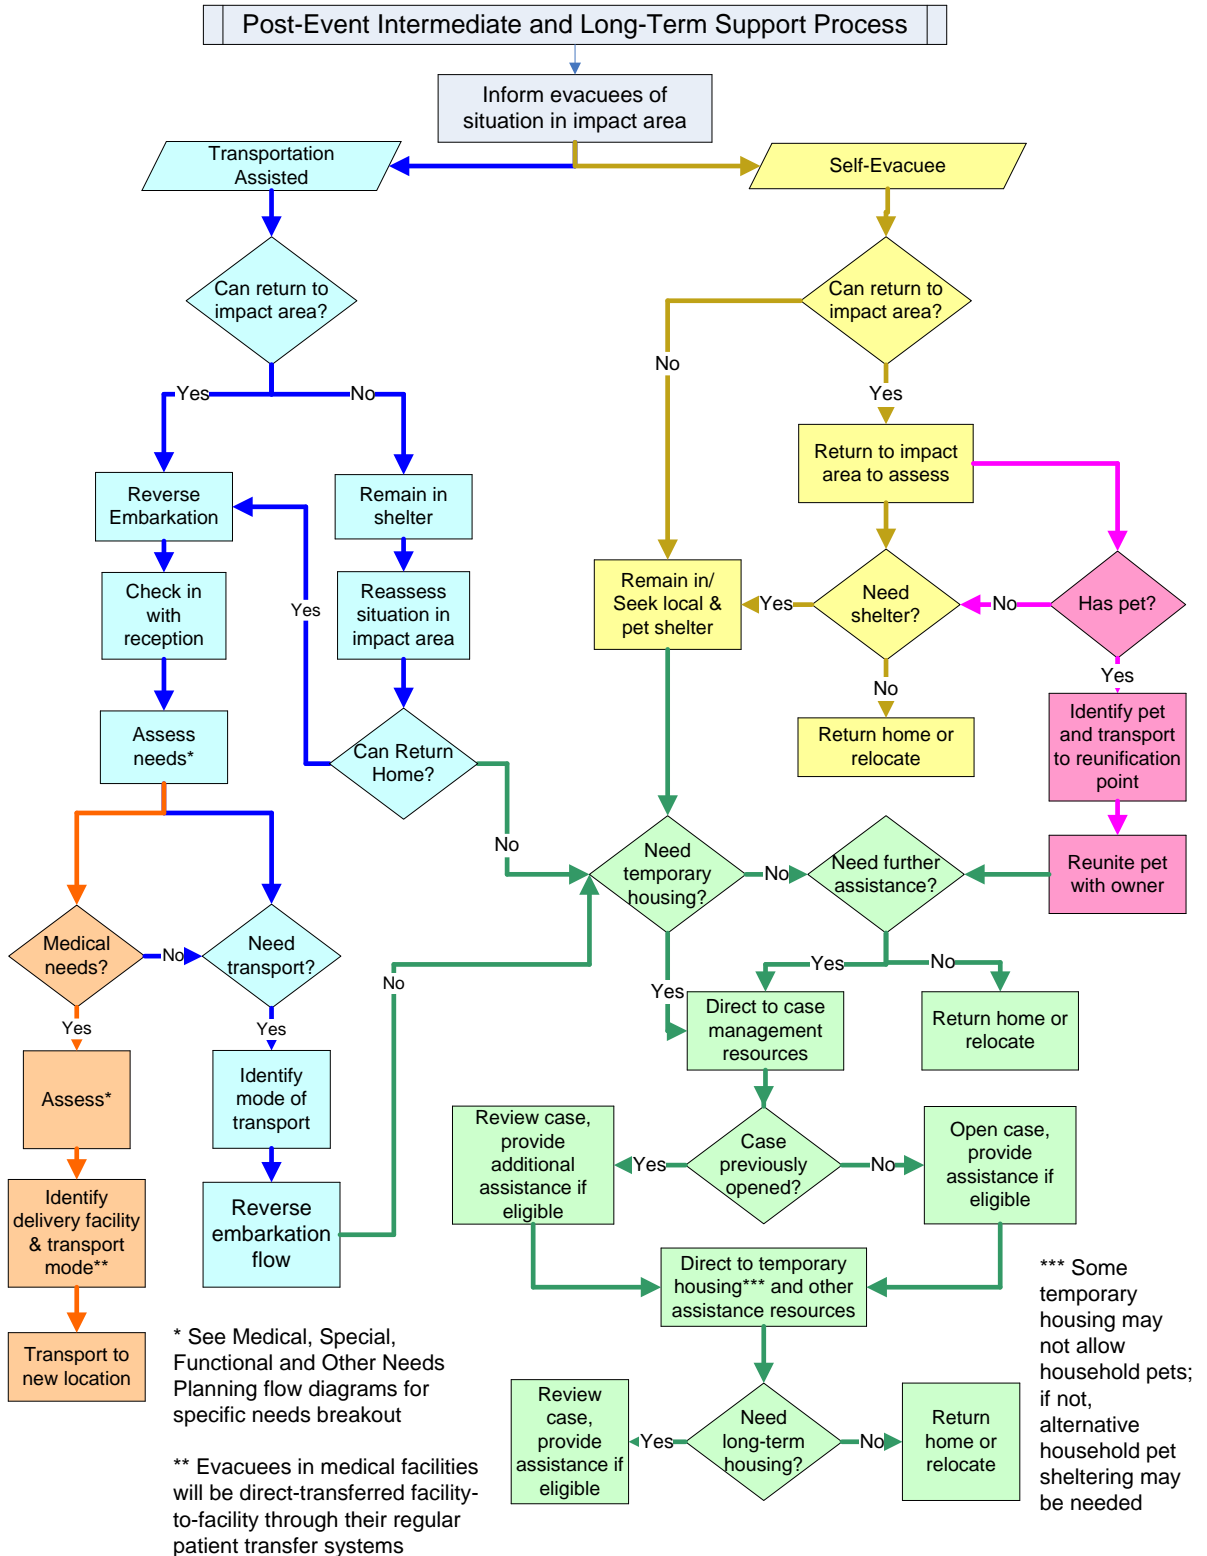 Post-Event Intermediate and Long-Term Support Process
Inform evacuees of
situation in impact area
Transportation
Assisted
Self-Evacuee
Can return to
impact area?
Can return to
impact area?
No
Yes
No
Yes
Return to impact
area to assess
Reverse
Embarkation
Remain in
shelter
Check in
with
reception
Yes
Reassess
situation in
impact area
Remain in/
Seek local &
pet shelter
Yes
Need
shelter?
No
Has pet?
No
Yes
Assess
needs*
Can Return
Home?
Return home or
relocate
Identify pet
and transport
to reunification
point
No
Need
temporary
housing?
No
Need further
assistance?
Reunite pet
with owner
Medical
needs?
No
Need
transport?
No
Yes
No
Yes
Direct to case
management
resources
Return home or
relocate
Yes
Yes
Assess*
Identify
mode of
transport
Review case,
provide
additional
assistance if
eligible
Yes
Case
previously
opened?
No
Open case,
provide
assistance if
eligible
Identify
delivery facility
& transport
mode**
Reverse
embarkation
flow
Direct to temporary
housing*** and other
assistance resources
*** Some
temporary
housing may
not allow
household pets;
if not,
alternative
household pet
sheltering may
be needed
Transport to
new location
* See Medical, Special,
Functional and Other Needs
Planning flow diagrams for
specific needs breakout
Review
case,
provide
assistance if
eligible
Yes
Need
long-term
housing?
No
Return
home or
relocate
** Evacuees in medical facilities
will be direct-transferred facility-
to-facility through their regular
patient transfer systems